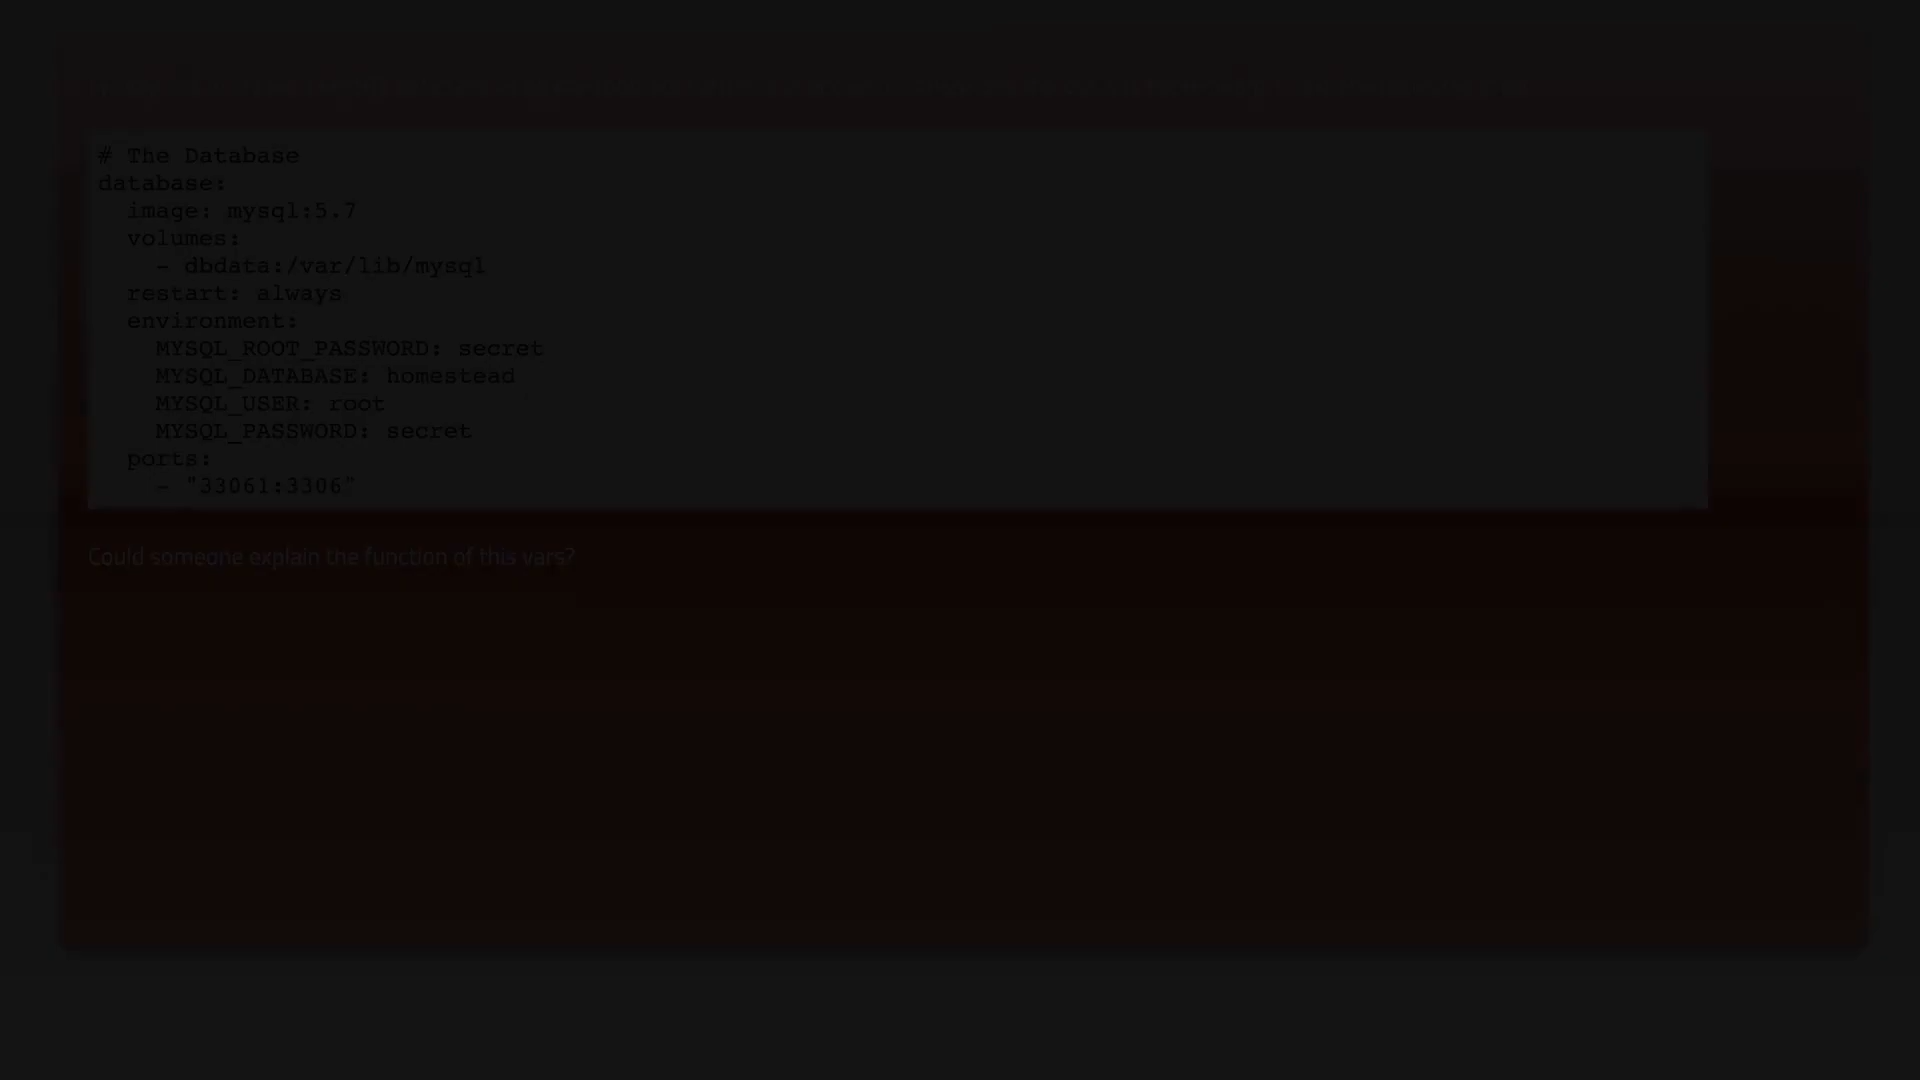 # The Database
database:
  image: mysql:5.7
  volumes:
    - dbdata:/var/lib/mysql
  restart: always
  environment:
    MYSQL_ROOT_PASSWORD: secret
    MYSQL_DATABASE: homestead
    MYSQL_USER: root
    MYSQL_PASSWORD: secret
  ports:
    - "33061:3306"
Could someone explain the function of this vars?